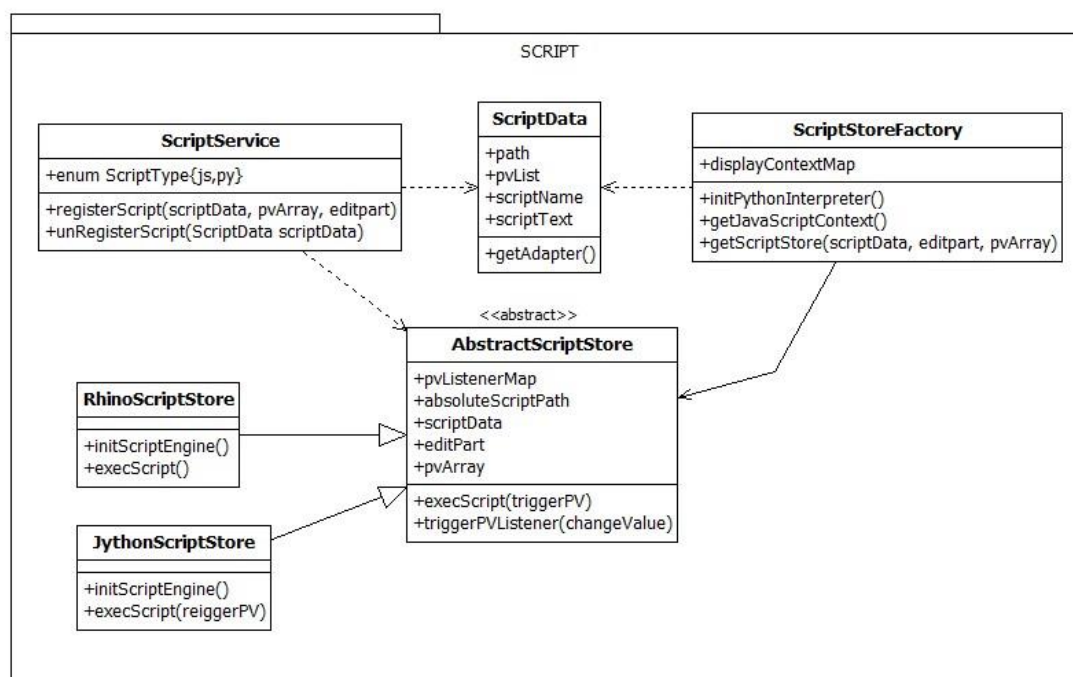 SCRIPT
ScriptService
+enum ScriptType{js,py}
+registerScript(scriptData, pvArray, editpart)
+unRegisterScript(ScriptData scriptData)
ScriptData
+path
+pvList
+scriptName
+scriptText
+getAdapter()
ScriptStoreFactory
+displayContextMap
+initPythonInterpreter()
+getJavaScriptContext()
+getScriptStore(scriptData, editpart, pvArray)
<<abstract>>
AbstractScriptStore
+pvListenerMap
+absoluteScriptPath
+scriptData
+editPart
+pvArray
+execScript(triggerPV)
+triggerPVListener(changeValue)
RhinoScriptStore
+initScriptEngine()
+execScript()
JythonScriptStore
+initScriptEngine()
+execScript(reiggerPV)